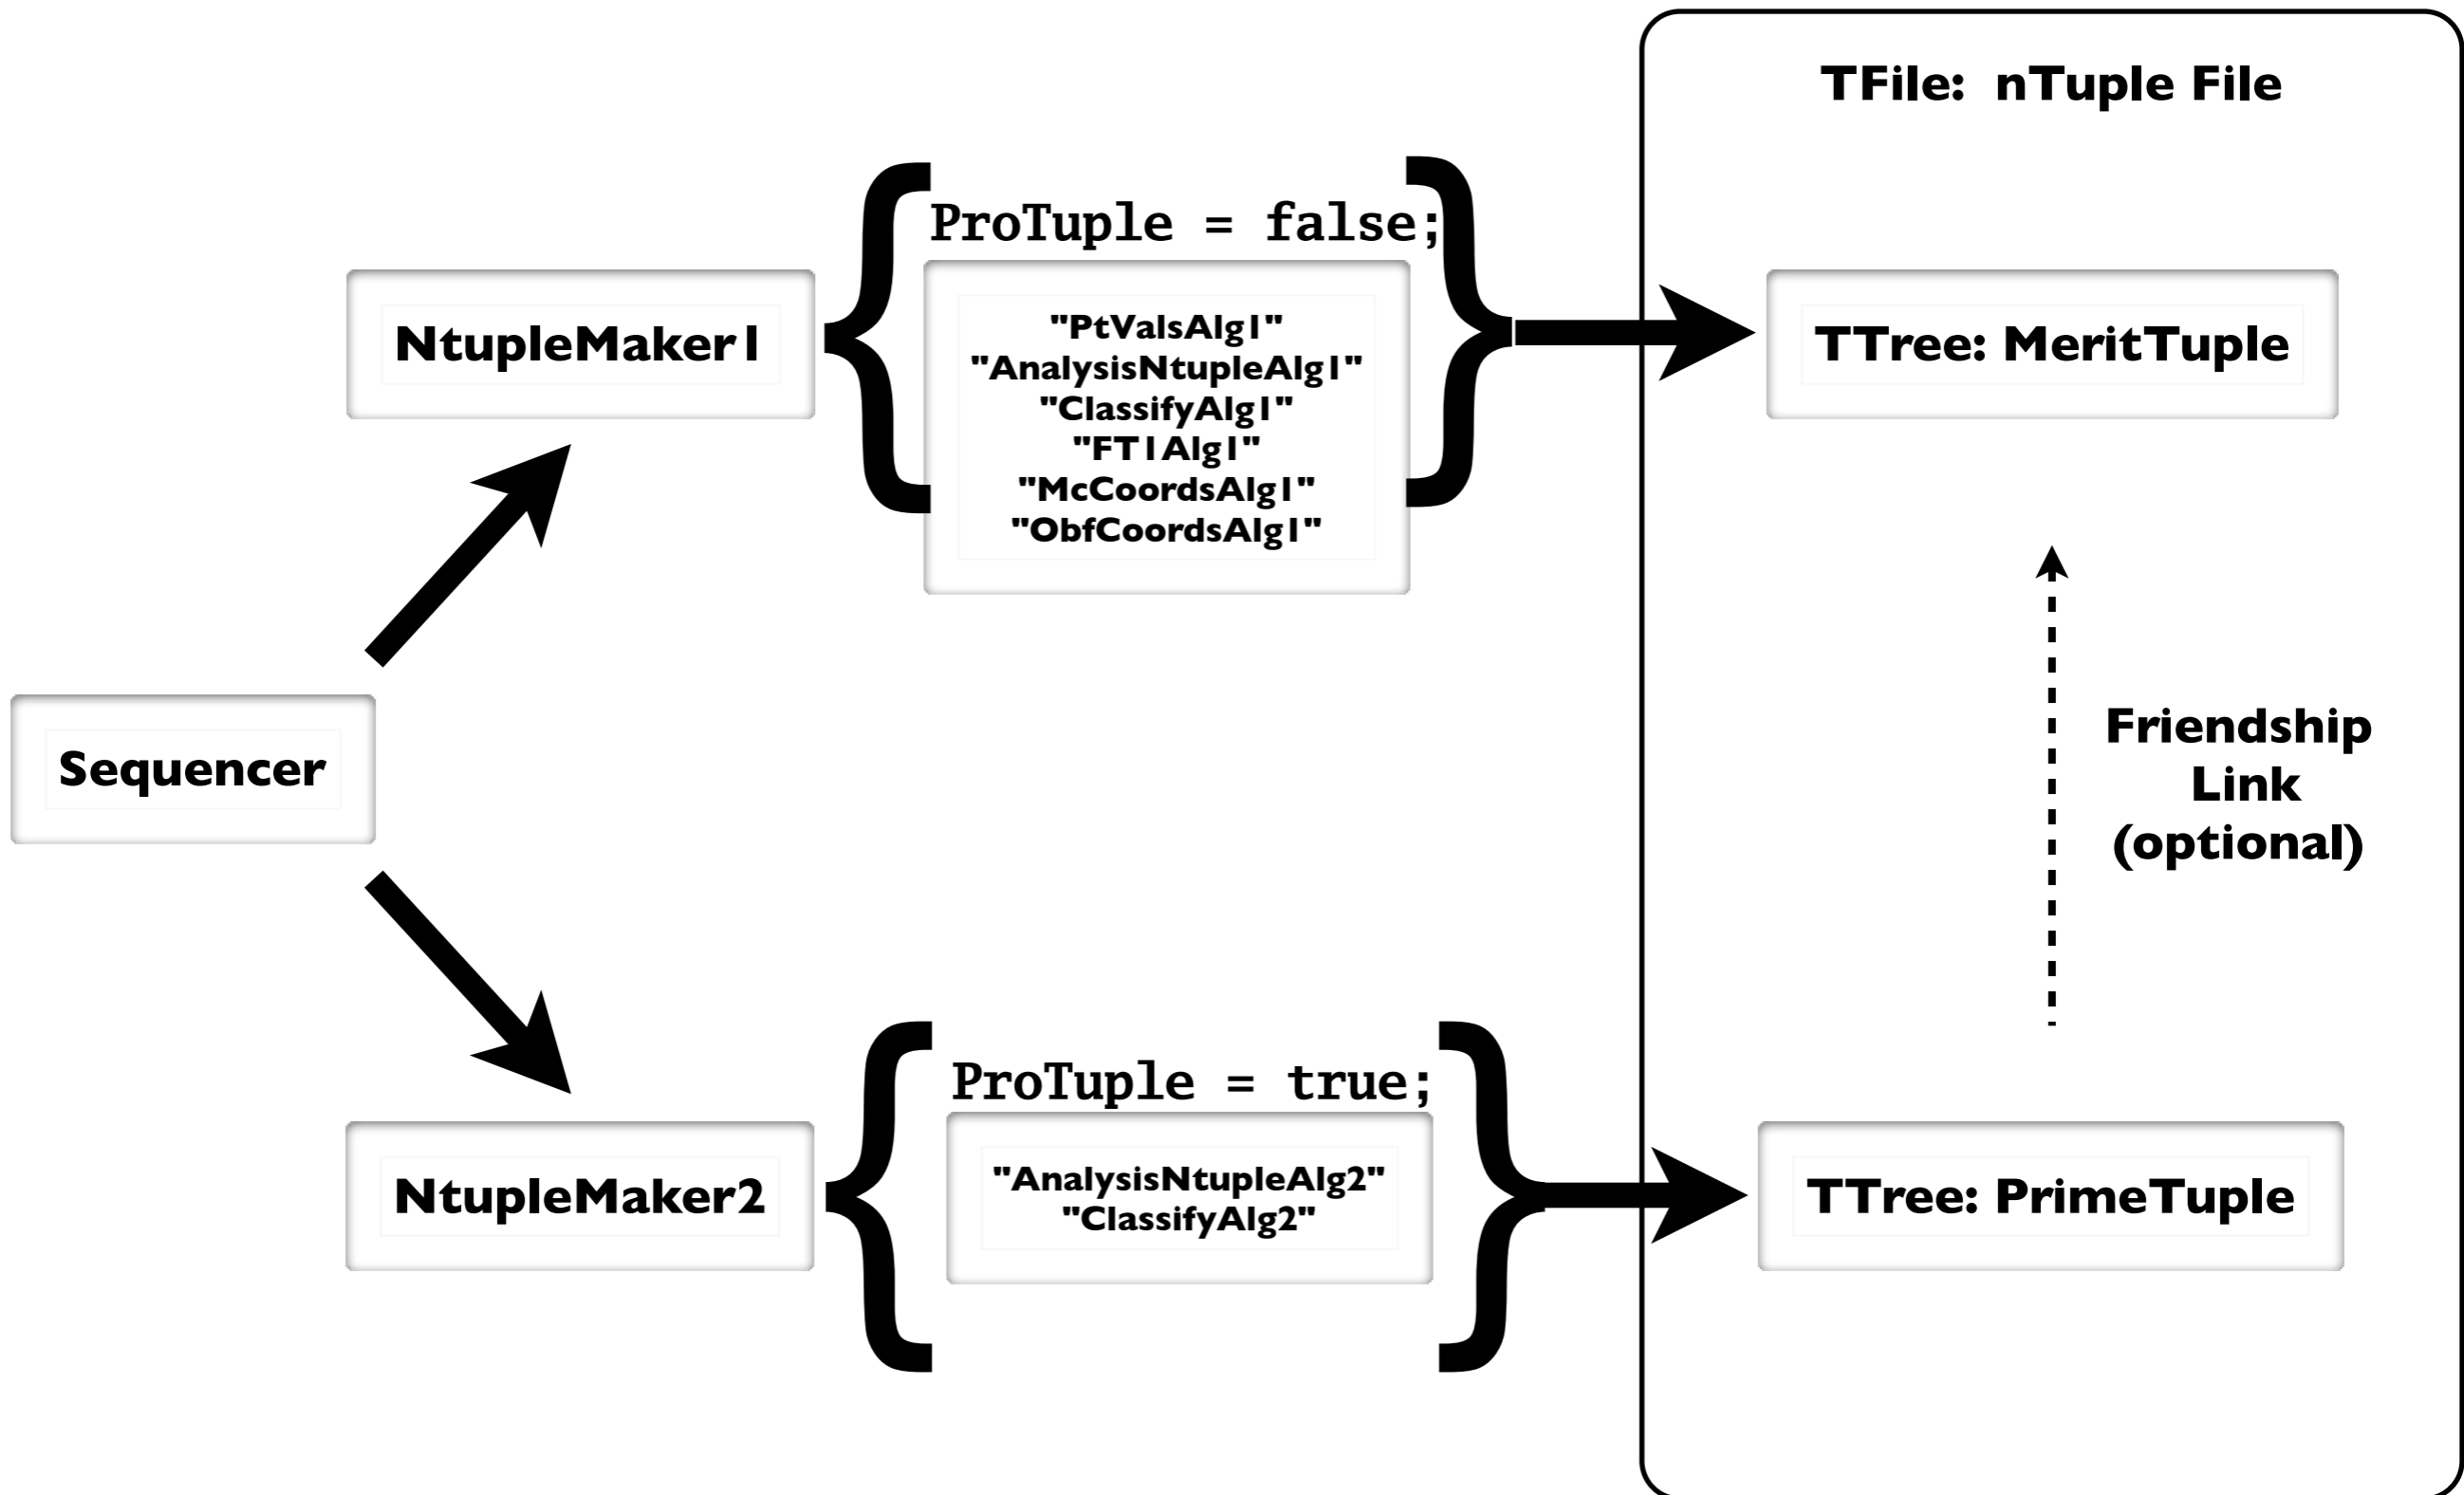 TFile: nTuple File
ProTuple = false;
NtupleMaker1
"PtValsAlg1"
"AnalysisNtupleAlg1"
"ClassifyAlg1"
"FT1Alg1"
"McCoordsAlg1"
"ObfCoordsAlg1"
TTree: MeritTuple
Sequencer
Friendship
Link
(optional)
ProTuple = true;
NtupleMaker2
"AnalysisNtupleAlg2"
"ClassifyAlg2"
TTree: PrimeTuple